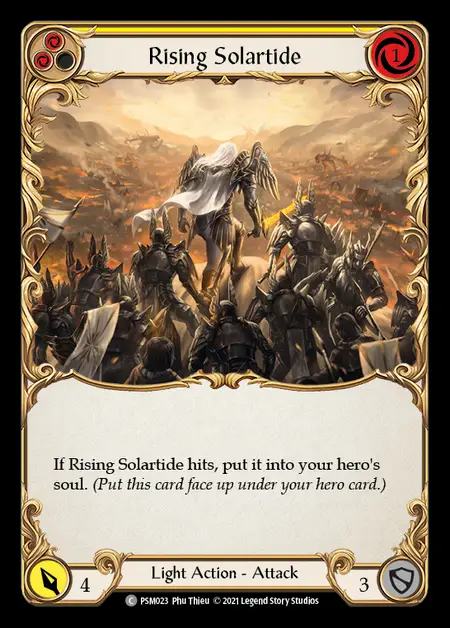 Rising Solartide
1
If Rising Solartide hits, put it into your hero's
soul. (Put this card face up under your hero card.)
4
Light Action - Attack
3
C PSM023 Phu Thieu © 2021 Legend Story Studios